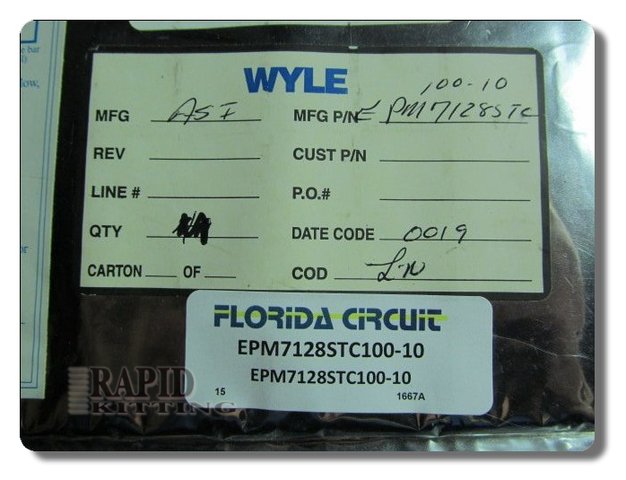 WYLE
100-10
MFG ASI MFG P/N EPM7128STC
REV CUST P/N
LINE # P.O.#
QTY DATE CODE 0019
CARTON OF COD
FLORIDA CIRCUIT
EPM7128STC100-10
EPM7128STC100-10
15 1667A
RAPID
KITTING